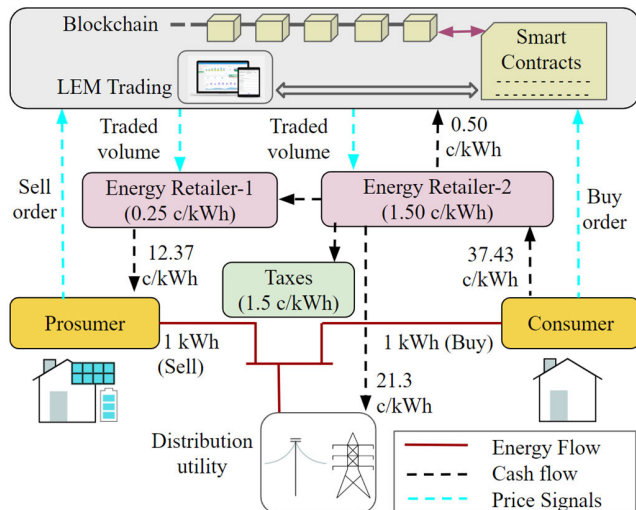 Blockchain
Smart
Contracts
LEM Trading
Traded
volume
Traded
volume
0.50
c/kWh
Sell
order
Buy
order
Energy Retailer-1
(0.25 c/kWh)
Energy Retailer-2
(1.50 c/kWh)
12.37
c/kWh
37.43
c/kWh
Taxes
(1.5 c/kWh)
Prosumer
Consumer
1 kWh
(Sell)
1 kWh (Buy)
21.3
c/kWh
Distribution
utility
Energy Flow
Cash flow
Price Signals